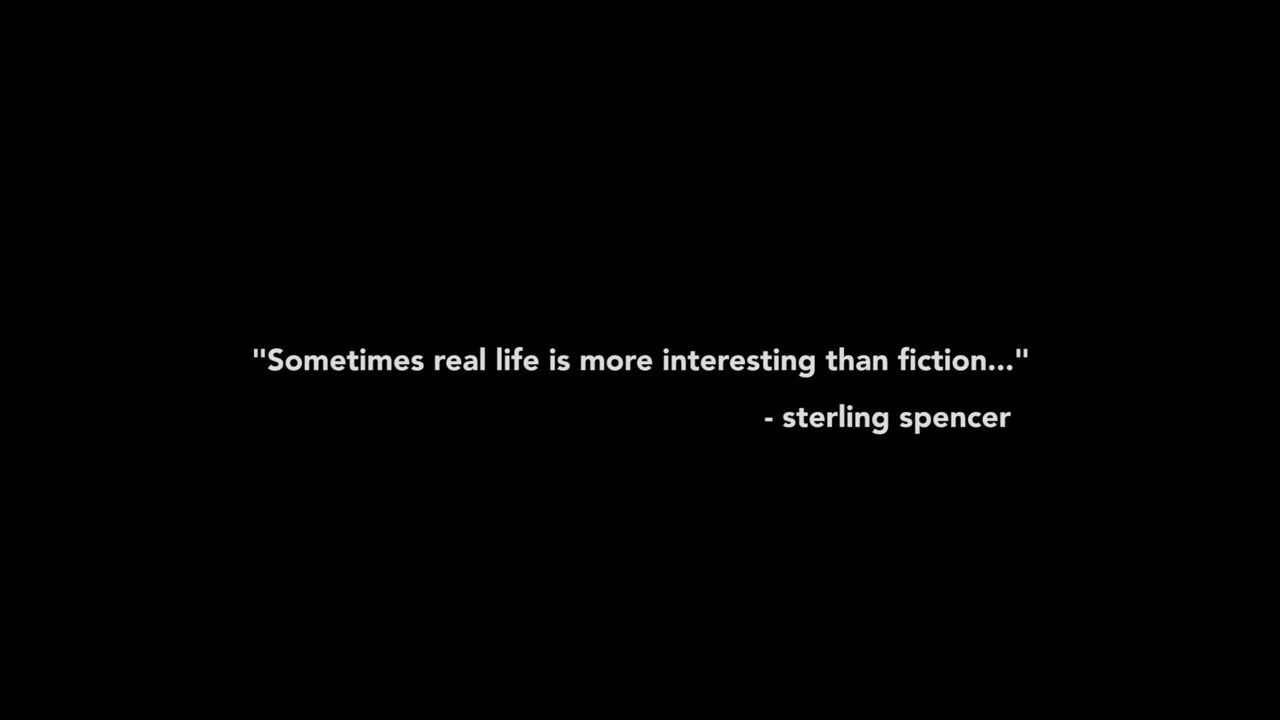 "Sometimes real life is more interesting than fiction..."
- sterling spencer